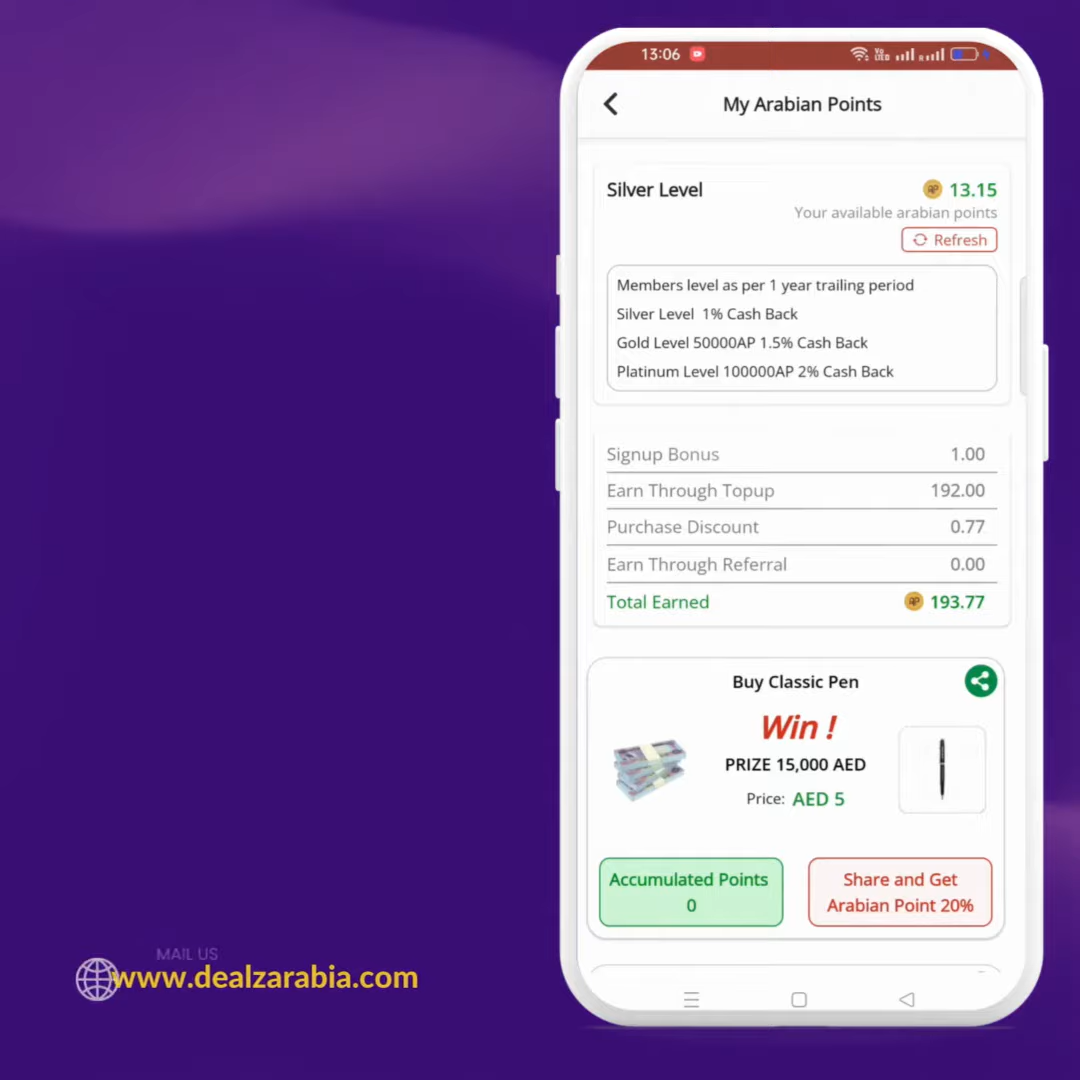 13:06
My Arabian Points
Silver Level
AP 13.15
Your available arabian points
Refresh
Members level as per 1 year trailing period
Silver Level 1% Cash Back
Gold Level 50000AP 1.5% Cash Back
Platinum Level 100000AP 2% Cash Back
Signup Bonus 1.00
Earn Through Topup 192.00
Purchase Discount 0.77
Earn Through Referral 0.00
Total Earned AP 193.77
Buy Classic Pen
Win !
PRIZE 15,000 AED
Price: AED 5
Accumulated Points
0
Share and Get
Arabian Point 20%
MAIL US
www.dealzarabia.com